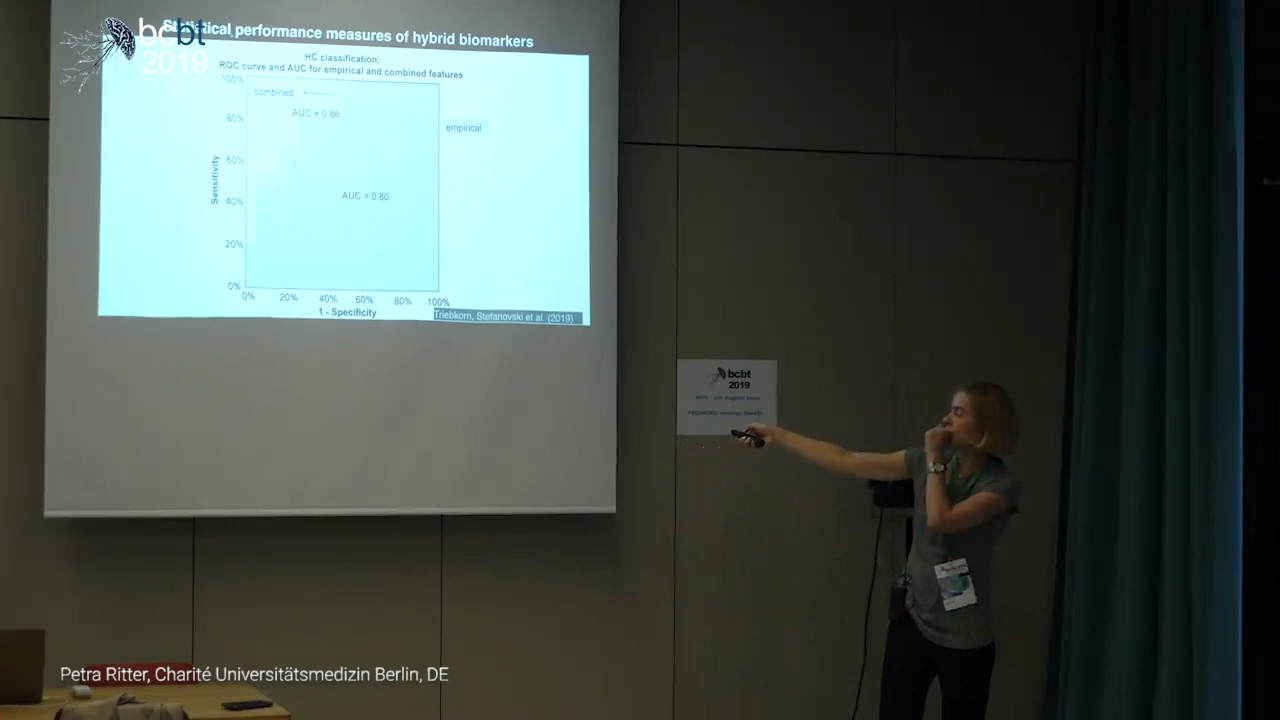 Statistical performance measures of hybrid biomarkers
bcbt
2019
HC classification:
ROC curve and AUC for empirical and combined features
100%
combined
AUC = 0.88
80%
empirical
60%
Sensitivity
AUC = 0.80
40%
20%
0%
0% 20% 40% 60% 80% 100%
1 - Specificity
Triebkorn, Stefanovski et al. (2019)
bcbt
2019
Petra Ritter, Charité Universitätsmedizin Berlin, DE